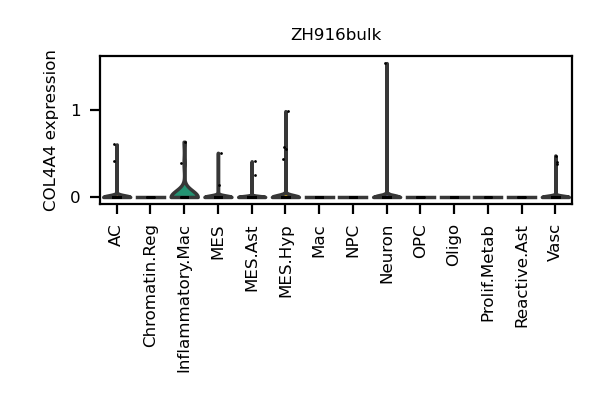 ZH916bulk
COL4A4 expression
1
0
AC
Chromatin.Reg
Inflammatory.Mac
MES
MES.Ast
MES.Hyp
Mac
NPC
Neuron
OPC
Oligo
Prolif.Metab
Reactive.Ast
Vasc